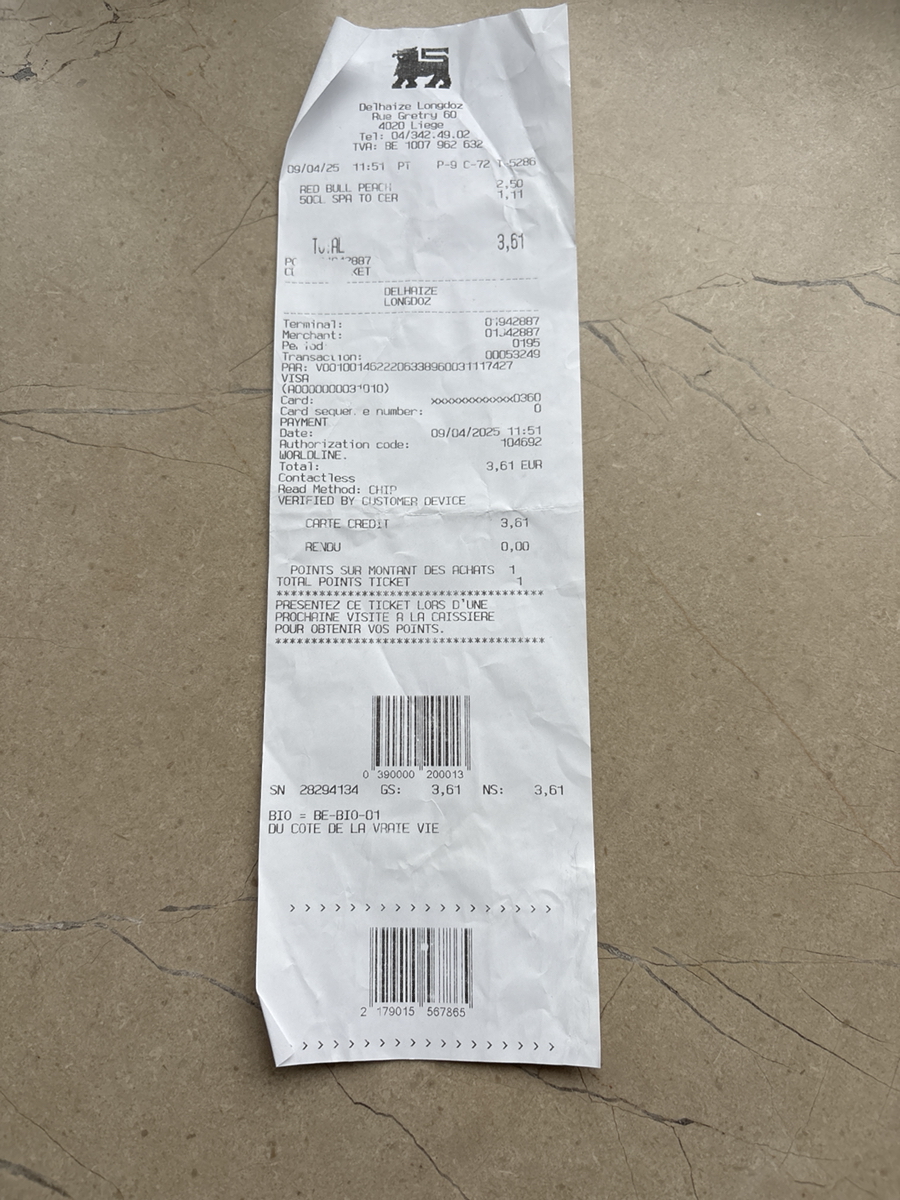 Delhaize Longdoz
Rue Gretry 60
4020 Liege
Tel: 04/342.49.02
TVA: BE 1007 962 632
09/04/25 11:51 PT P-9 C-72 T-5286
RED BULL PEACH 2,50
50CL SPA TO CER 1,11
TOTAL 3,61
DELHAIZE
LONGDOZ
Terminal: 01942887
Merchant: 01942887
Period 0195
Transaction: 00053249
PAR: V0010014622206338960031117427
VISA
(A0000000031010)
Card: xxxxxxxxxxxxx0360
Card sequence number: 0
PAYMENT
Date: 09/04/2025 11:51
Authorization code: 104692
WORLDLINE.
Total: 3,61 EUR
Contactless
Read Method: CHIP
VERIFIED BY CUSTOMER DEVICE
CARTE CREDIT 3,61
RENDU 0,00
POINTS SUR MONTANT DES ACHATS 1
TOTAL POINTS TICKET 1
*********************************
PRESENTEZ CE TICKET LORS D'UNE
PROCHAINE VISITE A LA CAISSIERE
POUR OBTENIR VOS POINTS.
*********************************
0 390000 200013
SN 28294134 GS: 3,61 NS: 3,61
BIO = BE-BIO-01
DU COTE DE LA VRAIE VIE
> > > > > > > > > > > > > > > > >
2 179015 567865
> > > > > > > > > > > > > > > > >